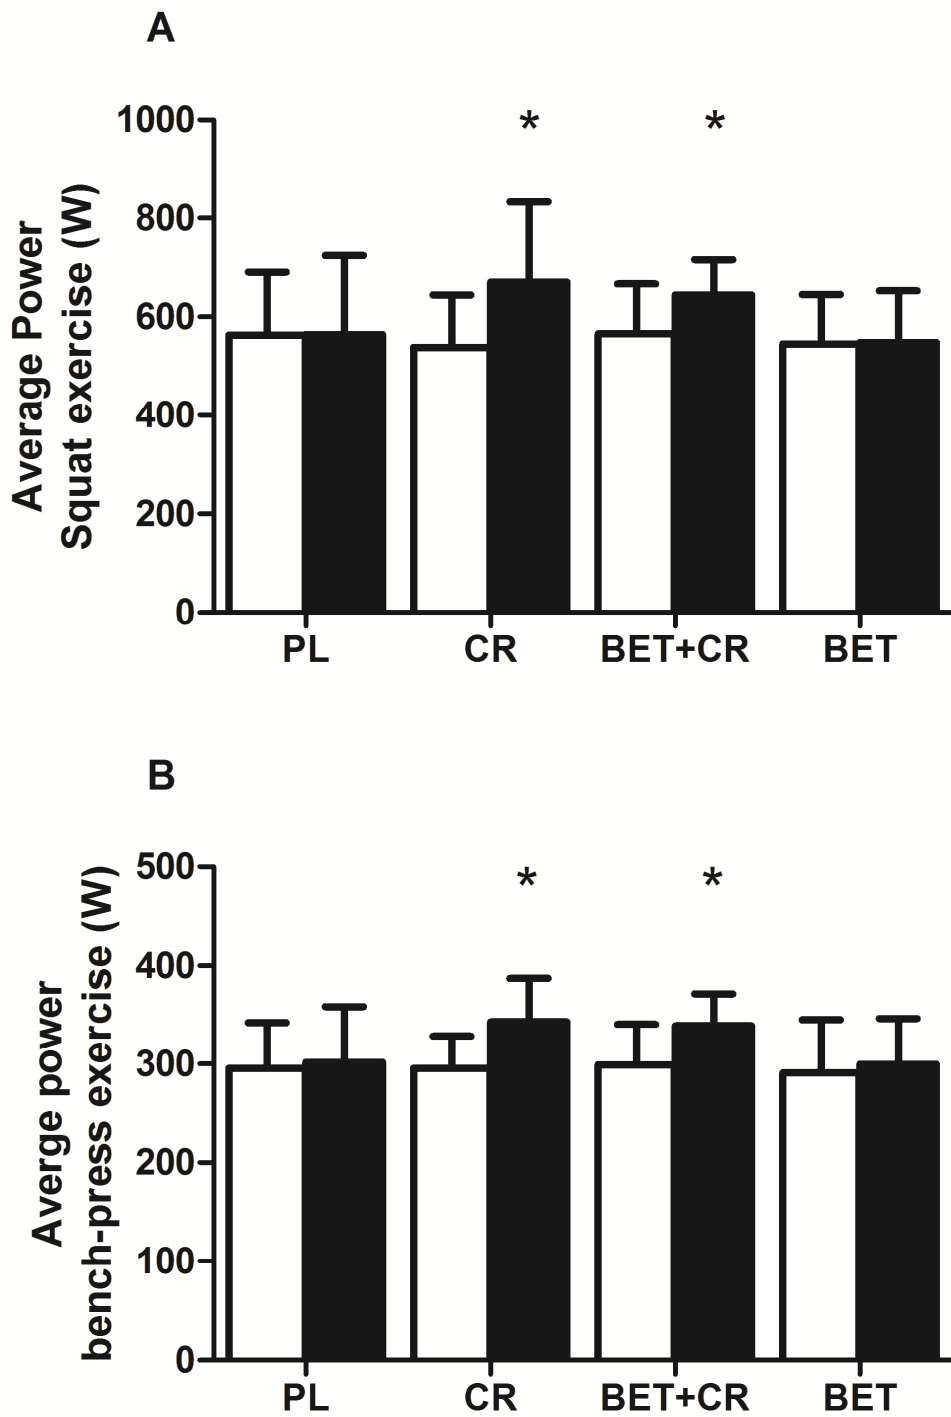 A
Average Power
Squat exercise (W)
1000
800
600
400
200
0
*
*
PL
CR
BET+CR
BET
B
Averge power
bench-press exercise (W)
500
400
300
200
100
0
*
*
PL
CR
BET+CR
BET